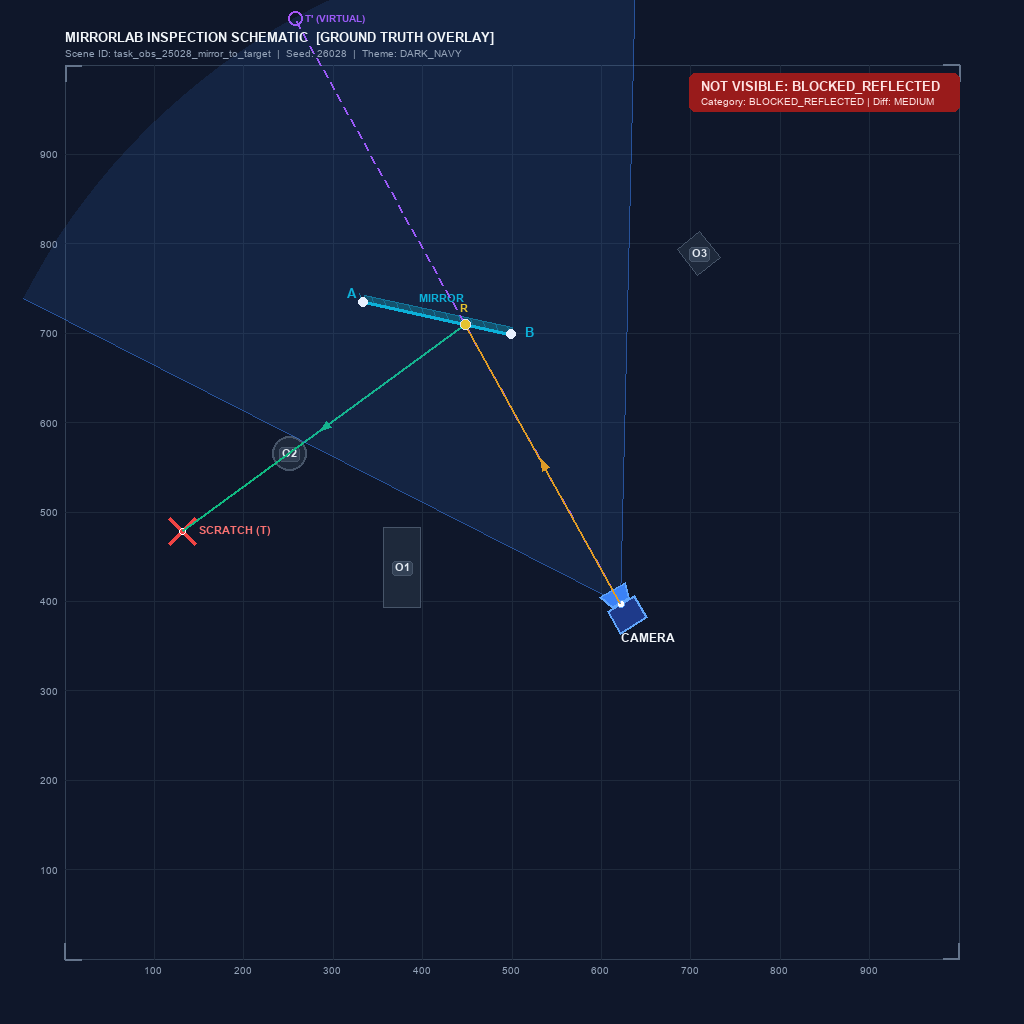 T' (VIRTUAL)
MIRRORLAB INSPECTION SCHEMATIC [GROUND TRUTH OVERLAY]
Scene ID: task_obs_25028_mirror_to_target | Seed: 26028 | Theme: DARK_NAVY
NOT VISIBLE: BLOCKED_REFLECTED
Category: BLOCKED_REFLECTED | Diff: MEDIUM
900
800
O3
A
MIRROR
R
B
700
600
O2
500
SCRATCH (T)
O1
400
CAMERA
300
200
100
100 200 300 400 500 600 700 800 900